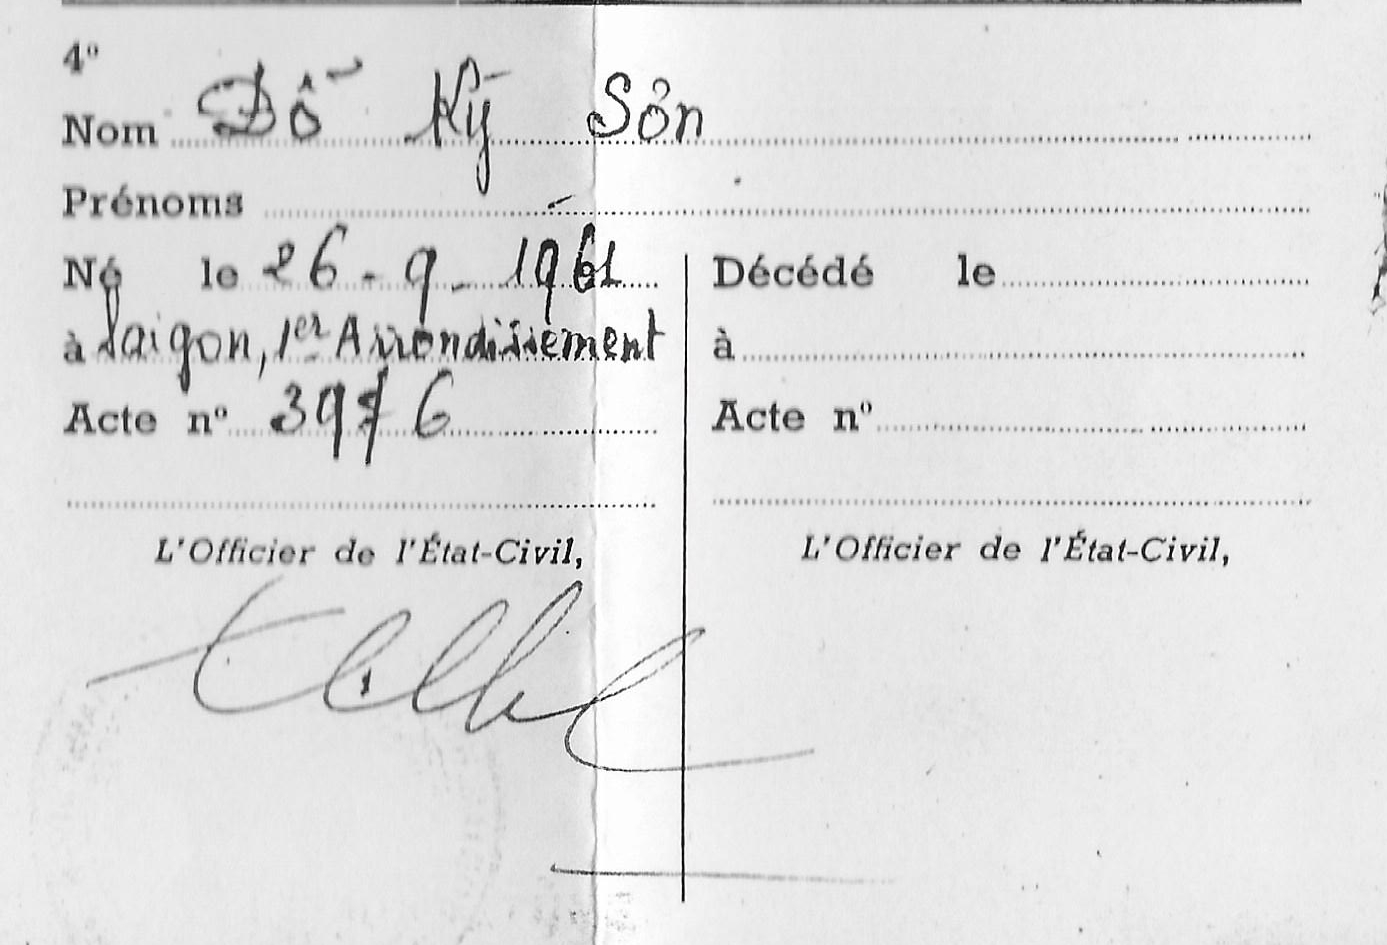 4°
Nom Đỗ Kỳ Sơn
Prénoms
Né le 26-9-1961
à Saigon, 1er Arrondissement
Acte n°
L'Officier de l'État-Civil,
Décédé le
à
Acte n°
L'Officier de l'État-Civil,